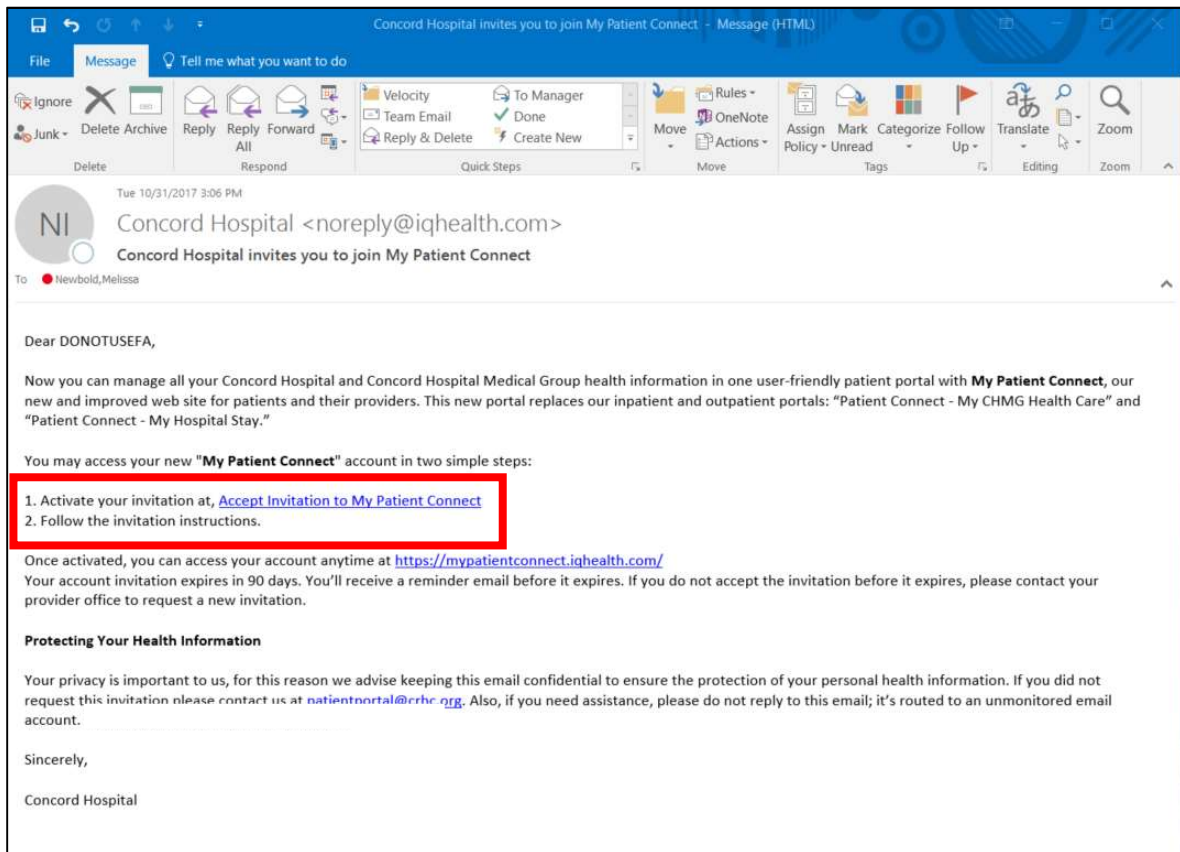 Concord Hospital invites you to join My Patient Connect - Message (HTML)
File Message Tell me what you want to do
Ignore
Junk
Delete Archive
Reply Reply All Forward
Velocity To Manager
Team Email Done
Reply & Delete Create New
Move
Rules
OneNote
Actions
Assign Policy Mark Unread Categorize Follow Up
Translate
Zoom
Delete Respond Quick Steps Move Tags Editing Zoom
Tue 10/31/2017 3:06 PM
NI
Concord Hospital <noreply@iqhealth.com>
Concord Hospital invites you to join My Patient Connect
To Newbold,Melissa
Dear DONOTUSEFA,
Now you can manage all your Concord Hospital and Concord Hospital Medical Group health information in one user-friendly patient portal with My Patient Connect, our
new and improved web site for patients and their providers. This new portal replaces our inpatient and outpatient portals: “Patient Connect - My CHMG Health Care” and
“Patient Connect - My Hospital Stay.”
You may access your new "My Patient Connect" account in two simple steps:
1. Activate your invitation at, Accept Invitation to My Patient Connect
2. Follow the invitation instructions.
Once activated, you can access your account anytime at https://mypatientconnect.iqhealth.com/
Your account invitation expires in 90 days. You’ll receive a reminder email before it expires. If you do not accept the invitation before it expires, please contact your
provider office to request a new invitation.
Protecting Your Health Information
Your privacy is important to us, for this reason we advise keeping this email confidential to ensure the protection of your personal health information. If you did not
request this invitation please contact us at patientportal@crhc.org. Also, if you need assistance, please do not reply to this email; it’s routed to an unmonitored email
account.
Sincerely,
Concord Hospital